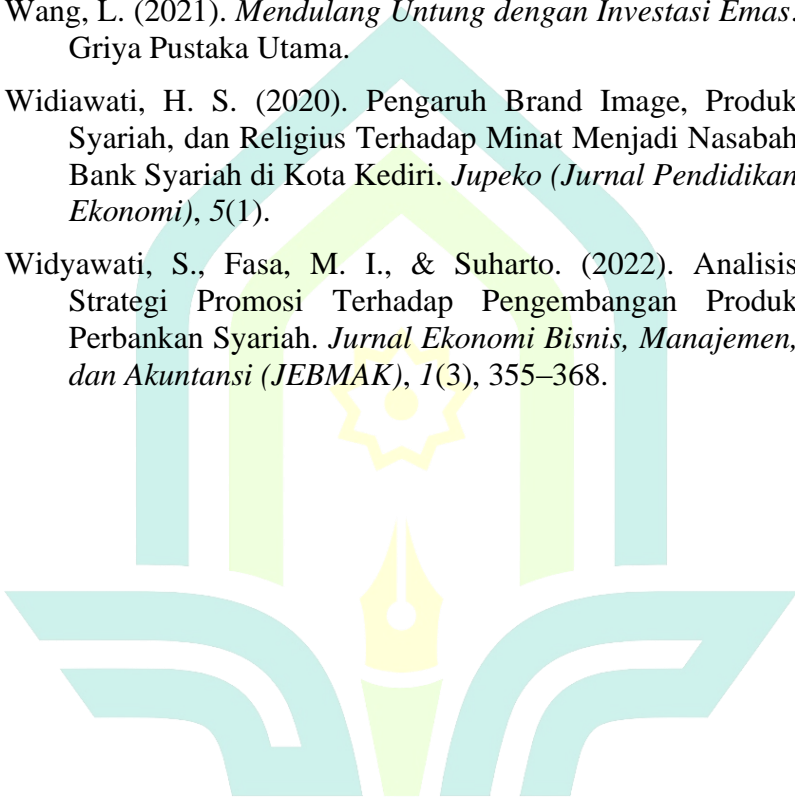 Wang, L. (2021). Mendulang Untung dengan Investasi Emas.
Griya Pustaka Utama.
Widiawati, H. S. (2020). Pengaruh Brand Image, Produk
Syariah, dan Religius Terhadap Minat Menjadi Nasabah
Bank Syariah di Kota Kediri. Jupeko (Jurnal Pendidikan
Ekonomi), 5(1).
Widyawati, S., Fasa, M. I., & Suharto. (2022). Analisis
Strategi Promosi Terhadap Pengembangan Produk
Perbankan Syariah. Jurnal Ekonomi Bisnis, Manajemen,
dan Akuntansi (JEBMAK), 1(3), 355–368.